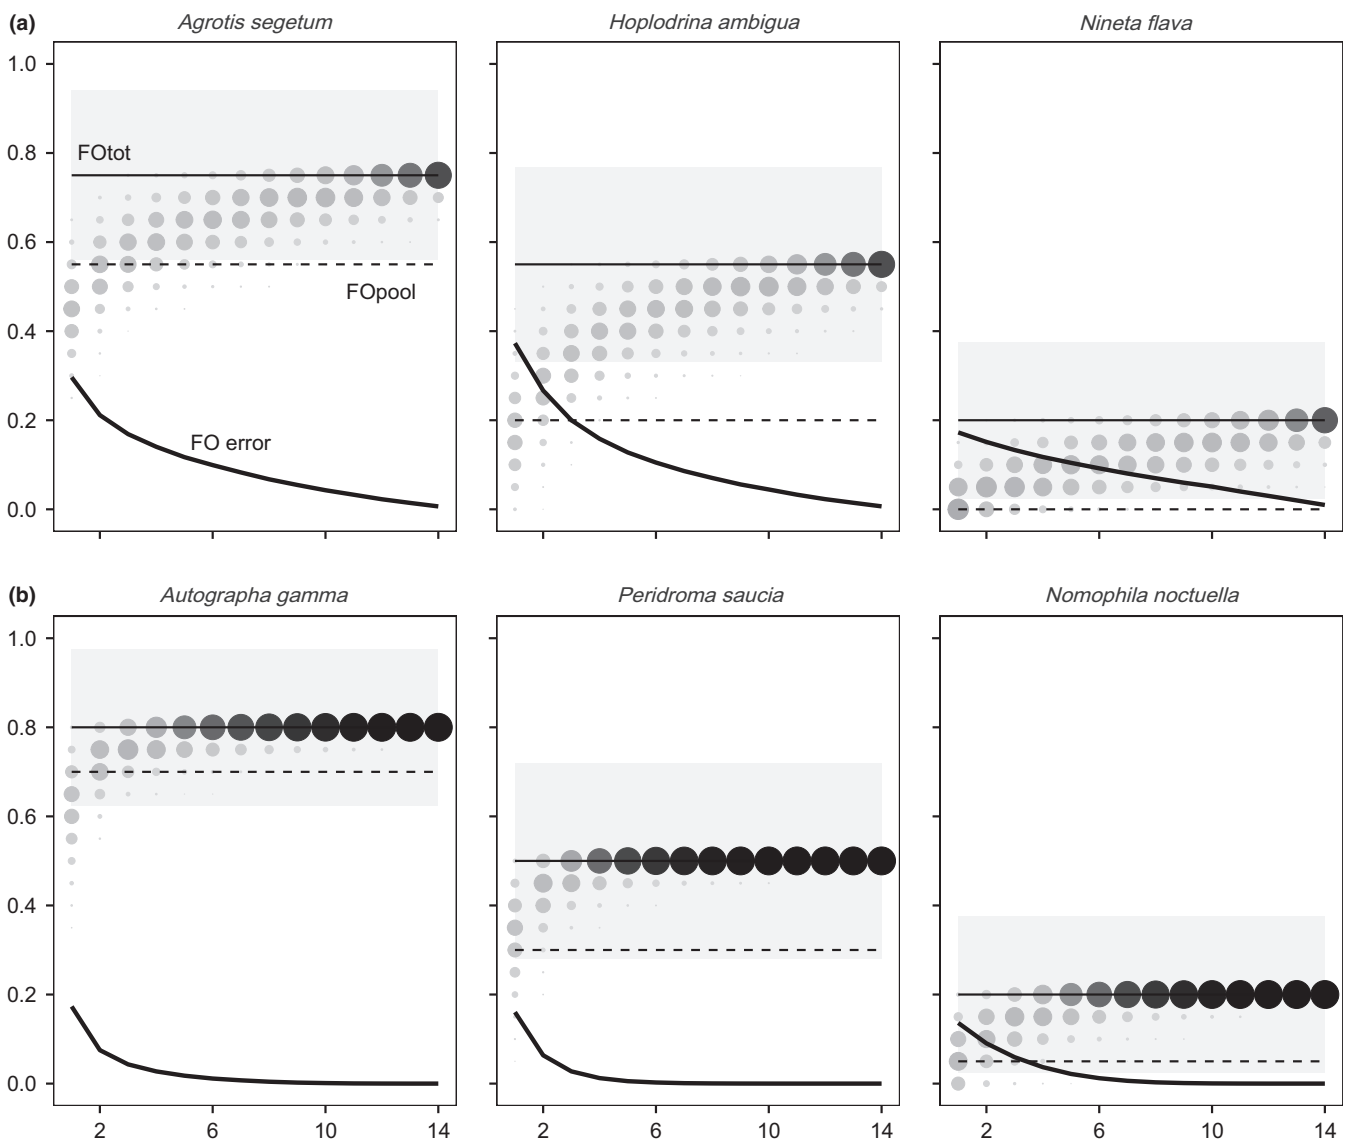 (a) Agrotis segetum Hoplodrina ambigua Nineta flava
1.0
0.8
FOtot
0.6
FOpool
0.4
0.2
FO error
0.0
(b) Autographa gamma Peridroma saucia Nomophila noctuella
1.0
0.8
0.6
0.4
0.2
0.0
2 6 10 14 2 6 10 14 2 6 10 14